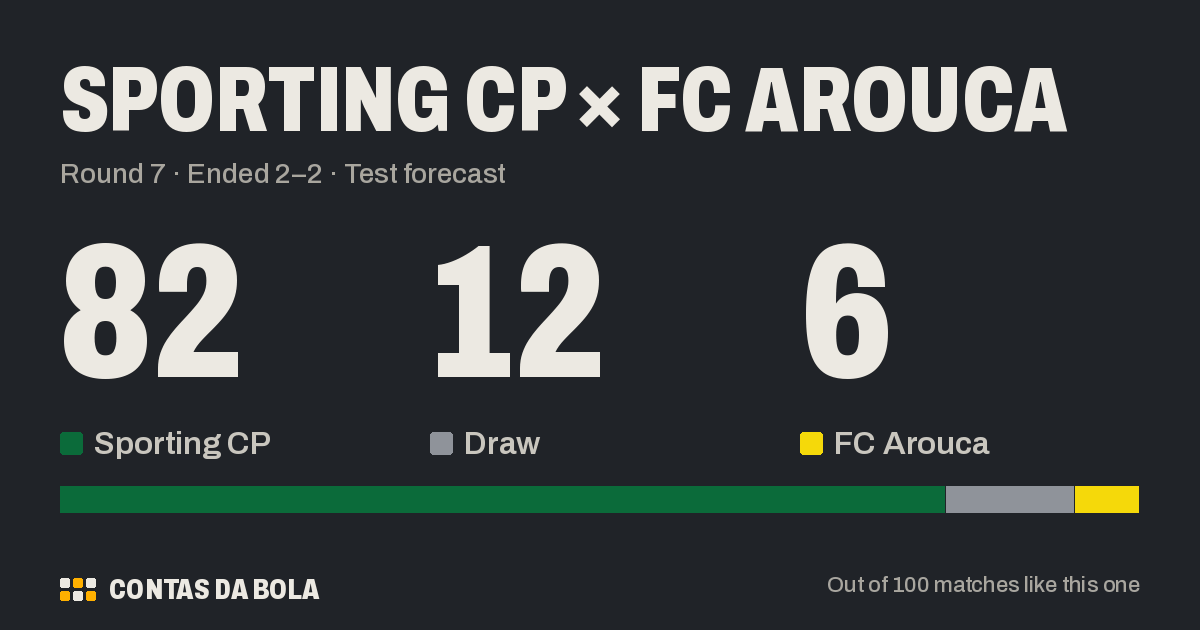 SPORTING CP × FC AROUCA
Round 7 · Ended 2–2 · Test forecast
82 12 6
Sporting CP Draw FC Arouca
CONTAS DA BOLA Out of 100 matches like this one